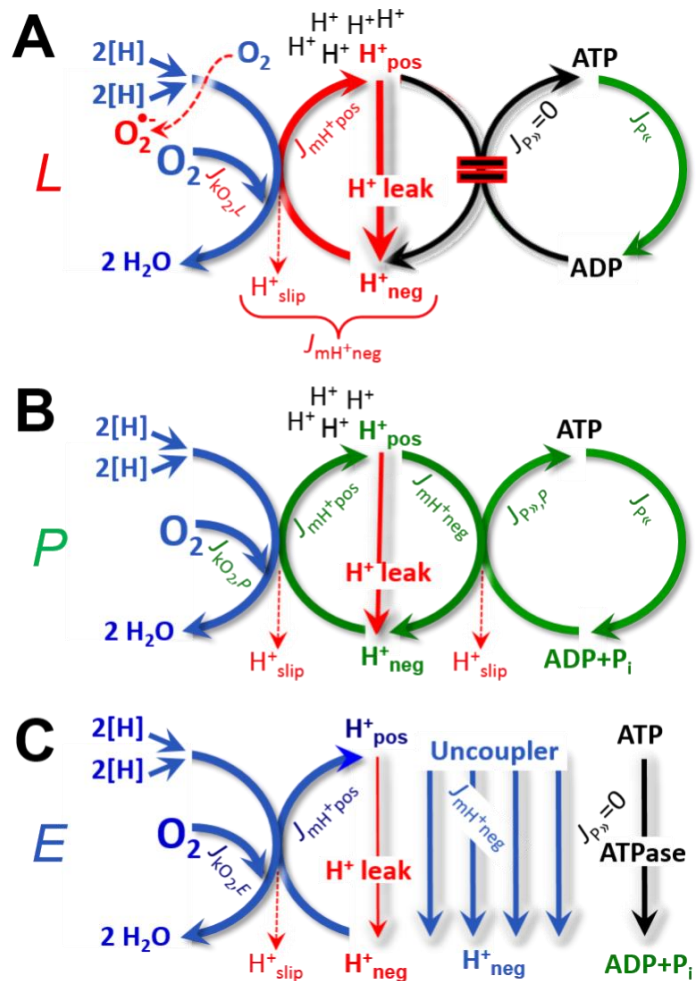 A
H⁺ H⁺ H⁺
H⁺ H⁺ H⁺pos
2[H] O₂ ATP
2[H]
O₂•⁻
O₂
JmH⁺pos
JP»=0
JP«
L
JkO₂,L
H⁺ leak
2 H₂O
H⁺slip
H⁺neg
ADP
JmH⁺neg
B
H⁺ H⁺
H⁺ H⁺ H⁺pos
2[H] ATP
2[H]
P
O₂
JkO₂,P
JmH⁺pos
JmH⁺neg
JP»,P
JP«
H⁺ leak
2 H₂O
H⁺slip
H⁺neg
H⁺slip
ADP+Pi
C
2[H] H⁺pos Uncoupler ATP
2[H]
E
O₂
JkO₂,E
JmH⁺pos
JmH⁺neg
JP»=0
H⁺ leak
ATPase
2 H₂O
H⁺slip
H⁺neg
H⁺neg
ADP+Pi